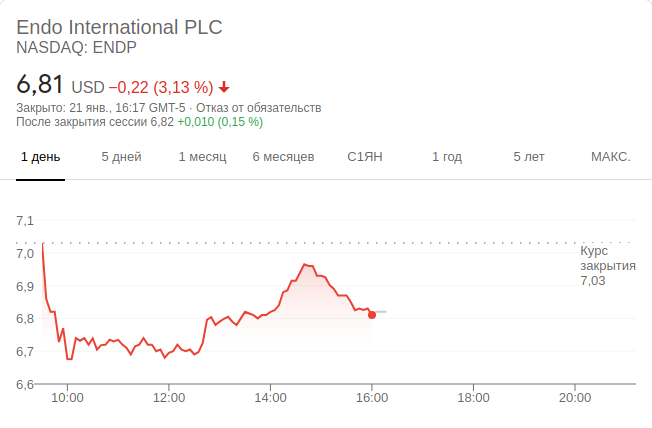 Endo International PLC
NASDAQ: ENDP
6,81 USD −0,22 (3,13 %)
Закрыто: 21 янв., 16:17 GMT-5 · Отказ от обязательств
После закрытия сессии 6,82 +0,010 (0,15 %)
1 день 5 дней 1 месяц 6 месяцев С1ЯН 1 год 5 лет МАКС.
7,1
7,0
6,9
6,8
6,7
6,6
Курс
закрытия
7,03
10:00 12:00 14:00 16:00 18:00 20:00